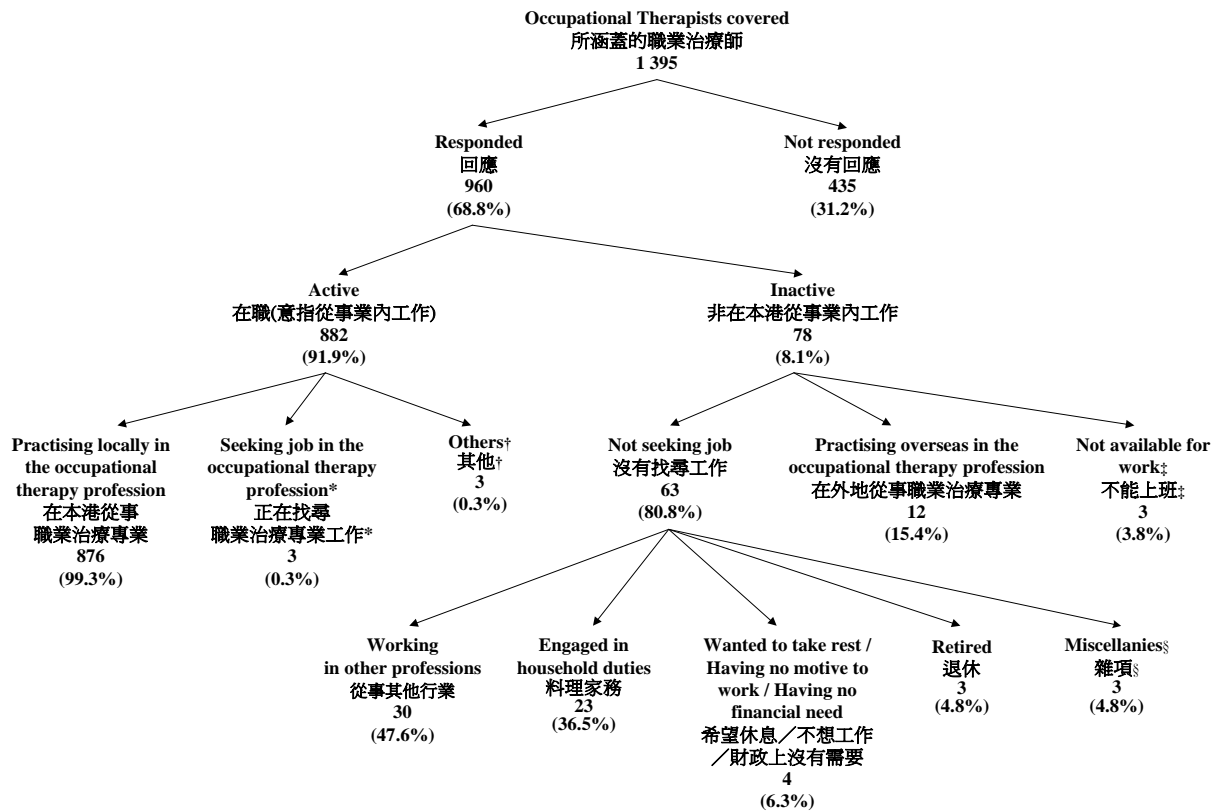 Occupational Therapists covered
所涵蓋的職業治療師
1 395
Responded
回應
960
(68.8%)
Not responded
沒有回應
435
(31.2%)
Active
在職(意指從事業內工作)
882
(91.9%)
Inactive
非在本港從事業內工作
78
(8.1%)
Practising locally in
the occupational
therapy profession
在本港從事
職業治療專業
876
(99.3%)
Seeking job in the
occupational therapy
profession*
正在找尋
職業治療專業工作*
3
(0.3%)
Others†
其他†
3
(0.3%)
Not seeking job
沒有找尋工作
63
(80.8%)
Practising overseas in the
occupational therapy profession
在外地從事職業治療專業
12
(15.4%)
Not available for
work‡
不能上班‡
3
(3.8%)
Working
in other professions
從事其他行業
30
(47.6%)
Engaged in
household duties
料理家務
23
(36.5%)
Wanted to take rest /
Having no motive to
work / Having no
financial need
希望休息／不想工作
／財政上沒有需要
4
(6.3%)
Retired
退休
3
(4.8%)
Miscellanies§
雜項§
3
(4.8%)